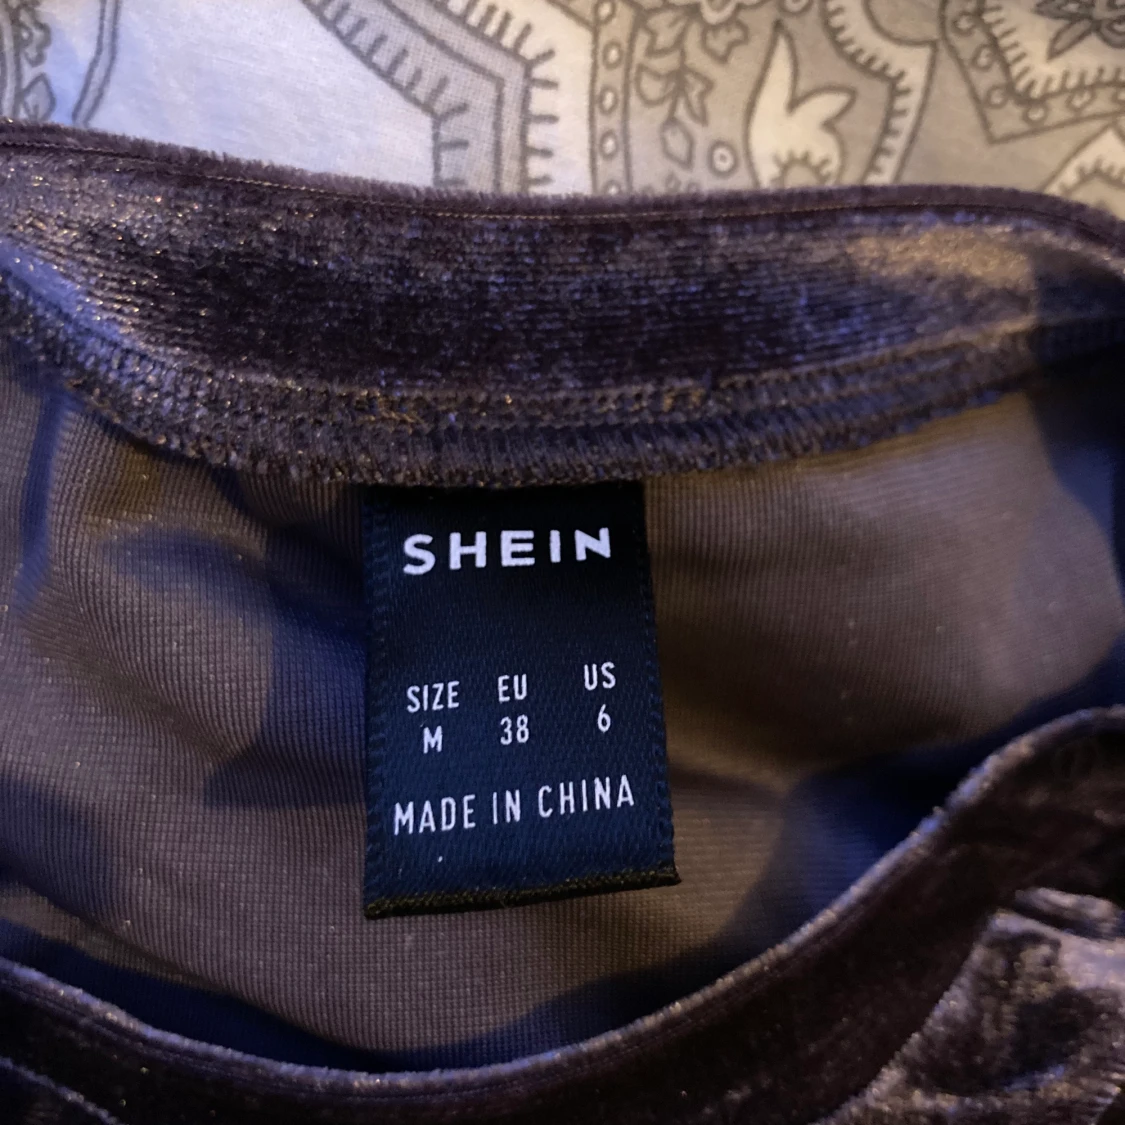 SHEIN
SIZE EU US
M 38 6
MADE IN CHINA